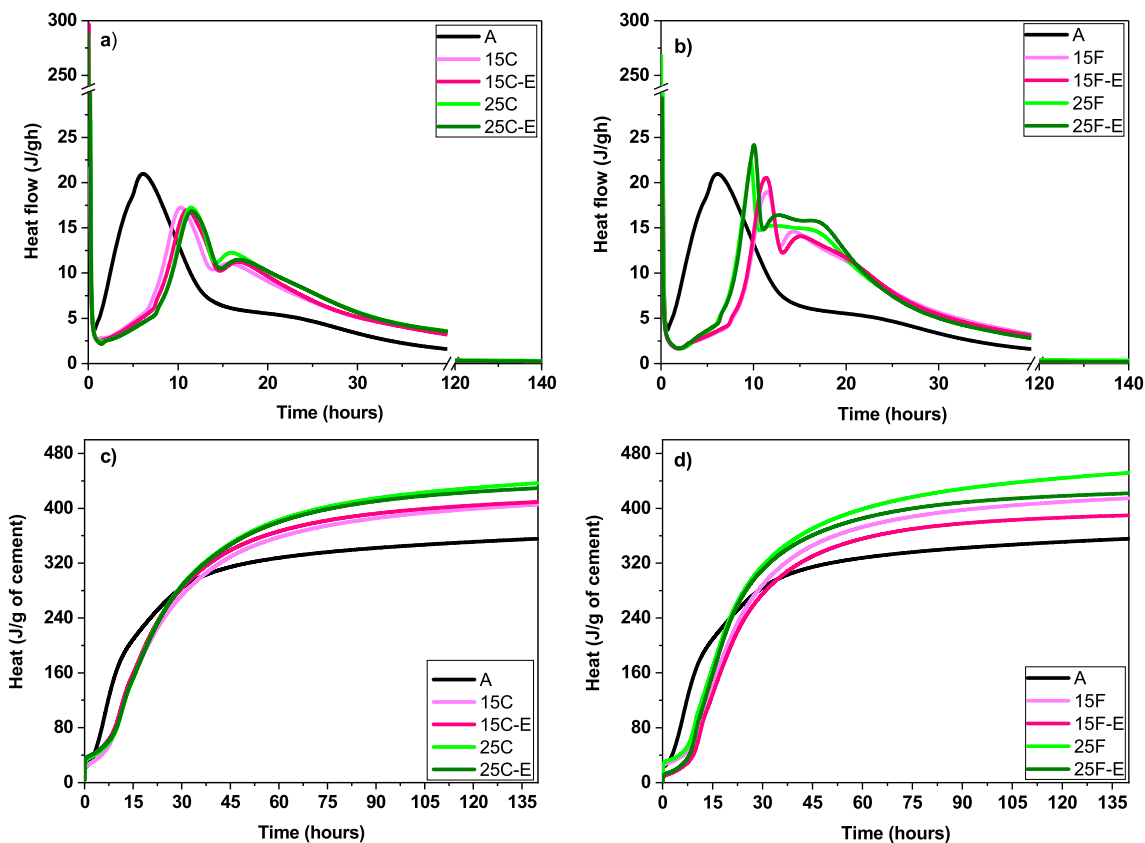 a)
300
250
25
20
15
10
5
0
Heat flow (J/gh)
A
15C
15C-E
25C
25C-E
0
10
20
30
120
140
Time (hours)
b)
300
250
25
20
15
10
5
0
Heat flow (J/gh)
A
15F
15F-E
25F
25F-E
0
10
20
30
120
140
Time (hours)
c)
480
400
320
240
160
80
0
Heat (J/g of cement)
A
15C
15C-E
25C
25C-E
0
15
30
45
60
75
90
105
120
135
Time (hours)
d)
480
400
320
240
160
80
0
Heat (J/g of cement)
A
15F
15F-E
25F
25F-E
0
15
30
45
60
75
90
105
120
135
Time (hours)